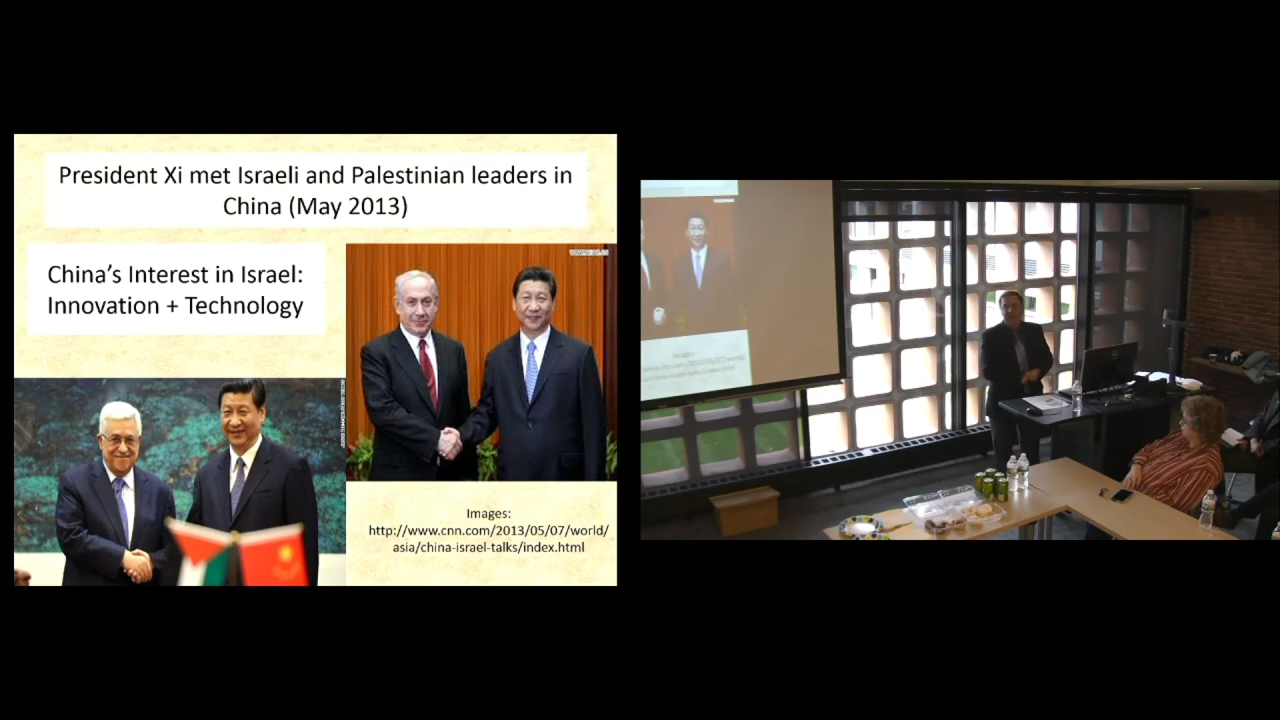 President Xi met Israeli and Palestinian leaders in
China (May 2013)
China's Interest in Israel:
Innovation + Technology
Images:
http://www.cnn.com/2013/05/07/world/
asia/china-israel-talks/index.html
Images: